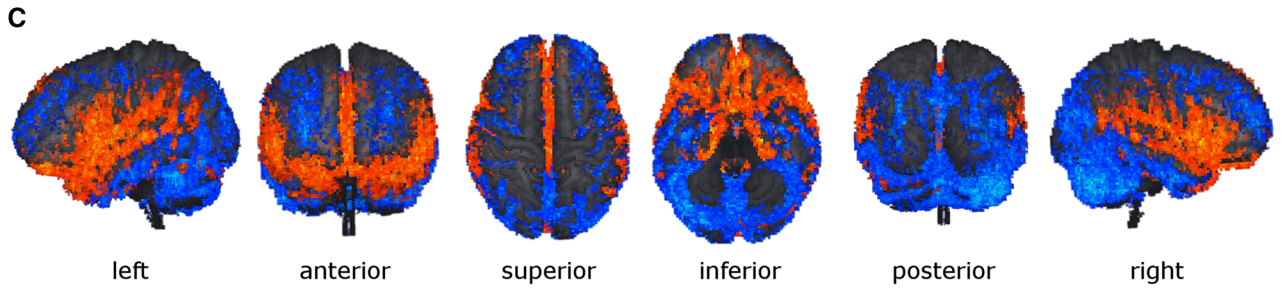 C
left
anterior
superior
inferior
posterior
right